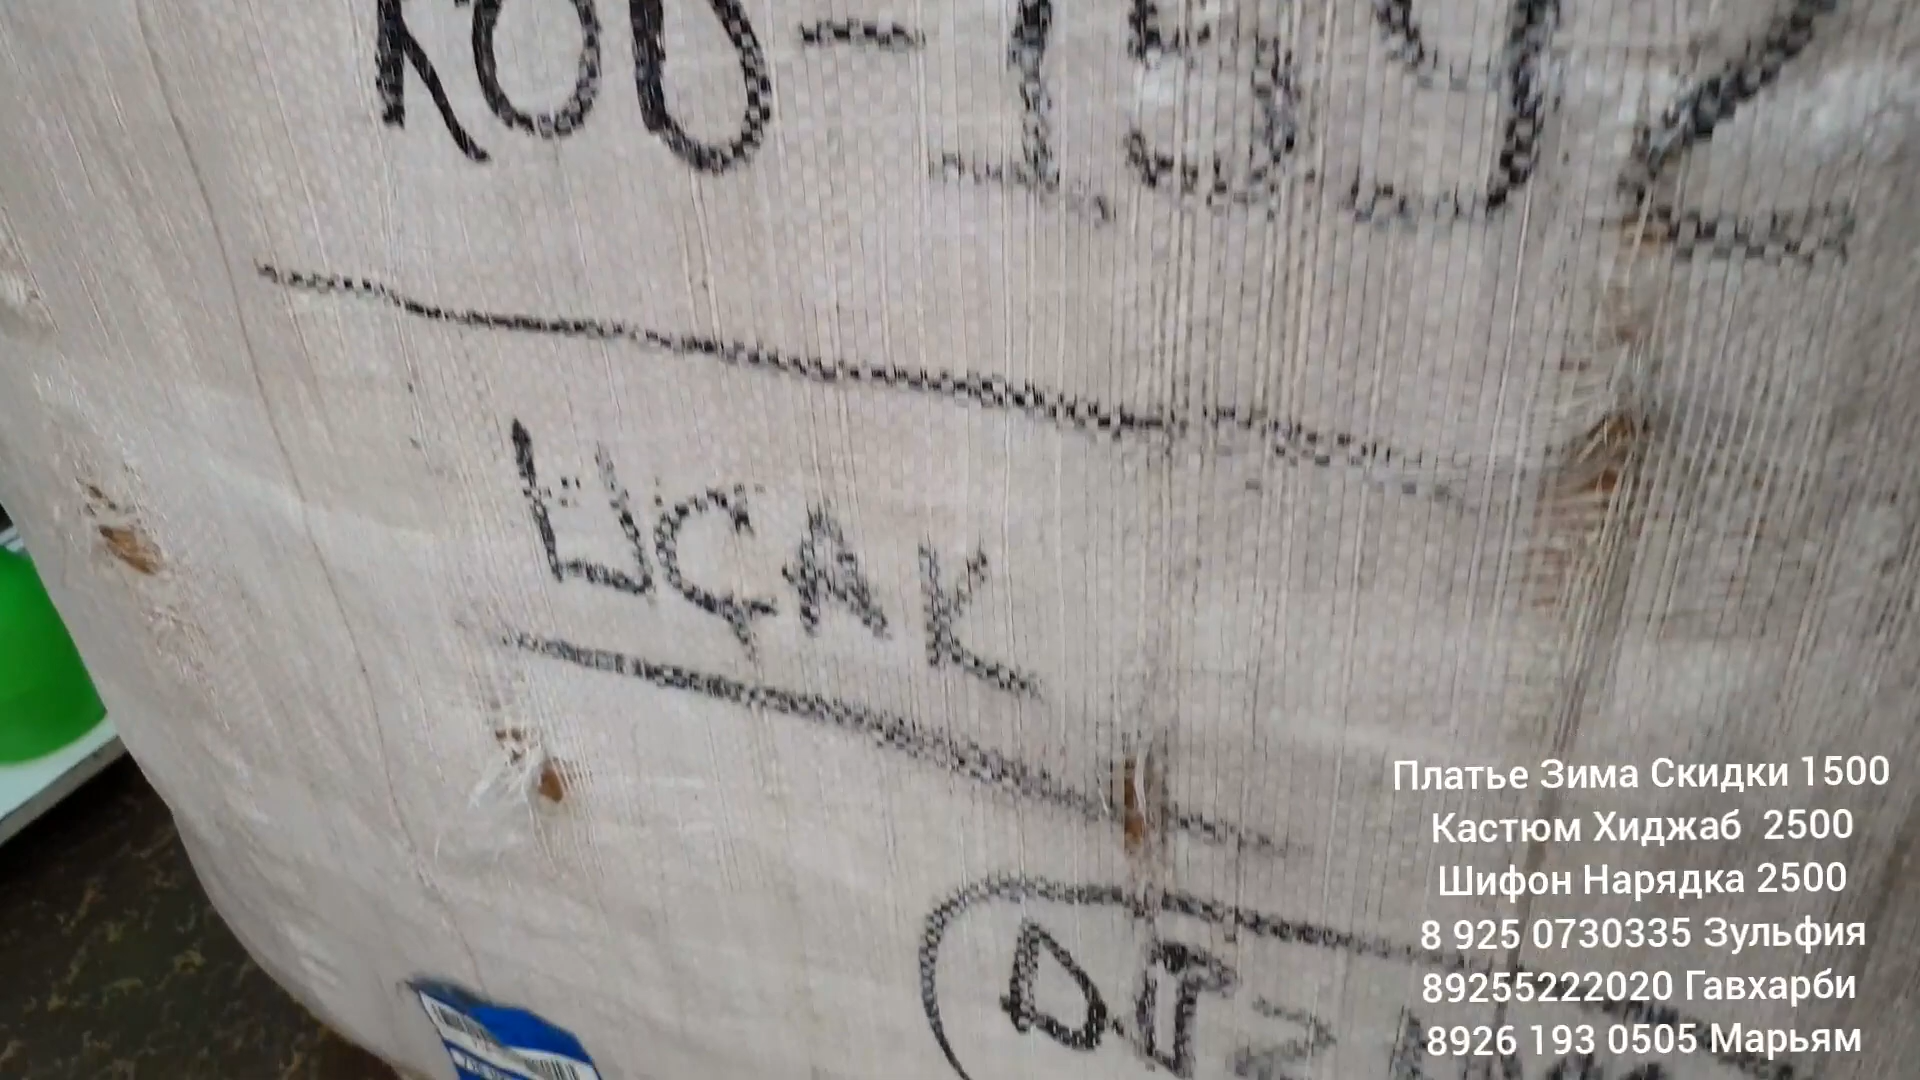 UÇAK
Платье Зима Скидки 1500
Кастюм Хиджаб 2500
Шифон Нарядка 2500
8 925 0730335 Зульфия
89255222020 Гавхарби
8926 193 0505 Марьям